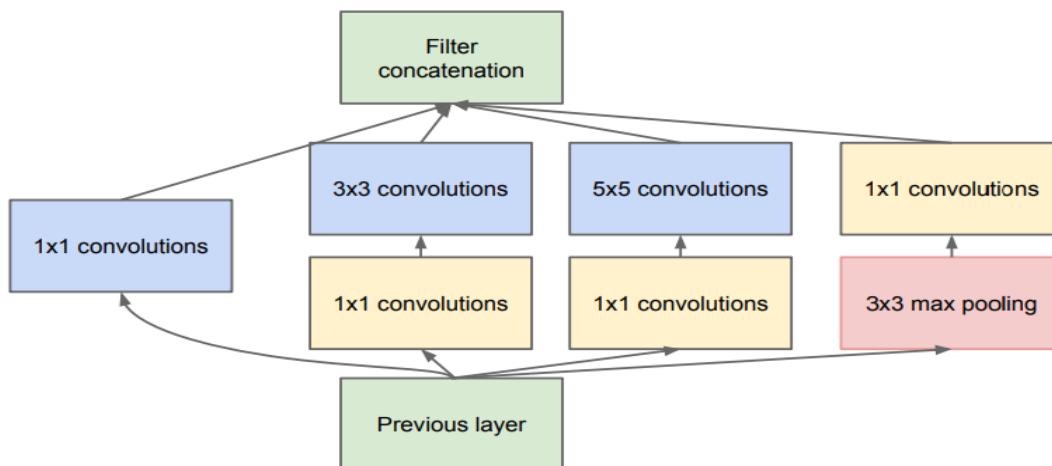 Filter
concatenation
3x3 convolutions
5x5 convolutions
1x1 convolutions
1x1 convolutions
1x1 convolutions
1x1 convolutions
3x3 max pooling
Previous layer